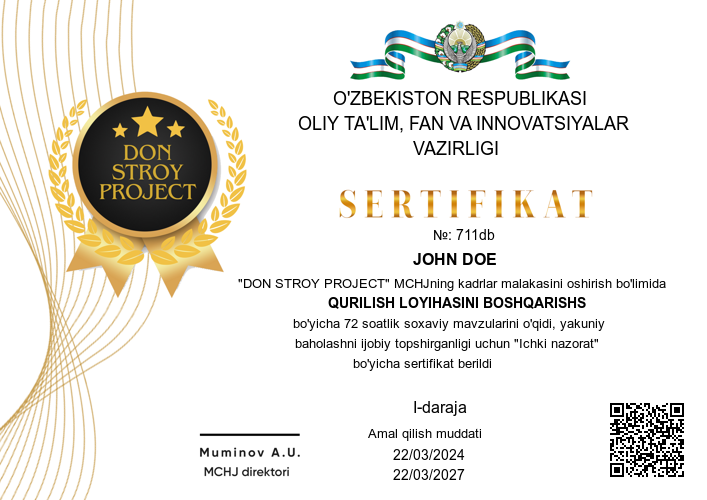 O'ZBEKISTON RESPUBLIKASI
OLIY TA'LIM, FAN VA INNOVATSIYALAR
VAZIRLIGI
DON
STROY
PROJECT
SERTIFIKAT
№: 711db
JOHN DOE
"DON STROY PROJECT" MCHJning kadrlar malakasini oshirish bo'limida
QURILISH LOYIHASINI BOSHQARISHS
bo'yicha 72 soatlik soxaviy mavzularini o'qidi, yakuniy
baholashni ijobiy topshirganligi uchun "Ichki nazorat"
bo'yicha sertifikat berildi
I-daraja
Amal qilish muddati
22/03/2024
22/03/2027
Muminov A.U.
MCHJ direktori